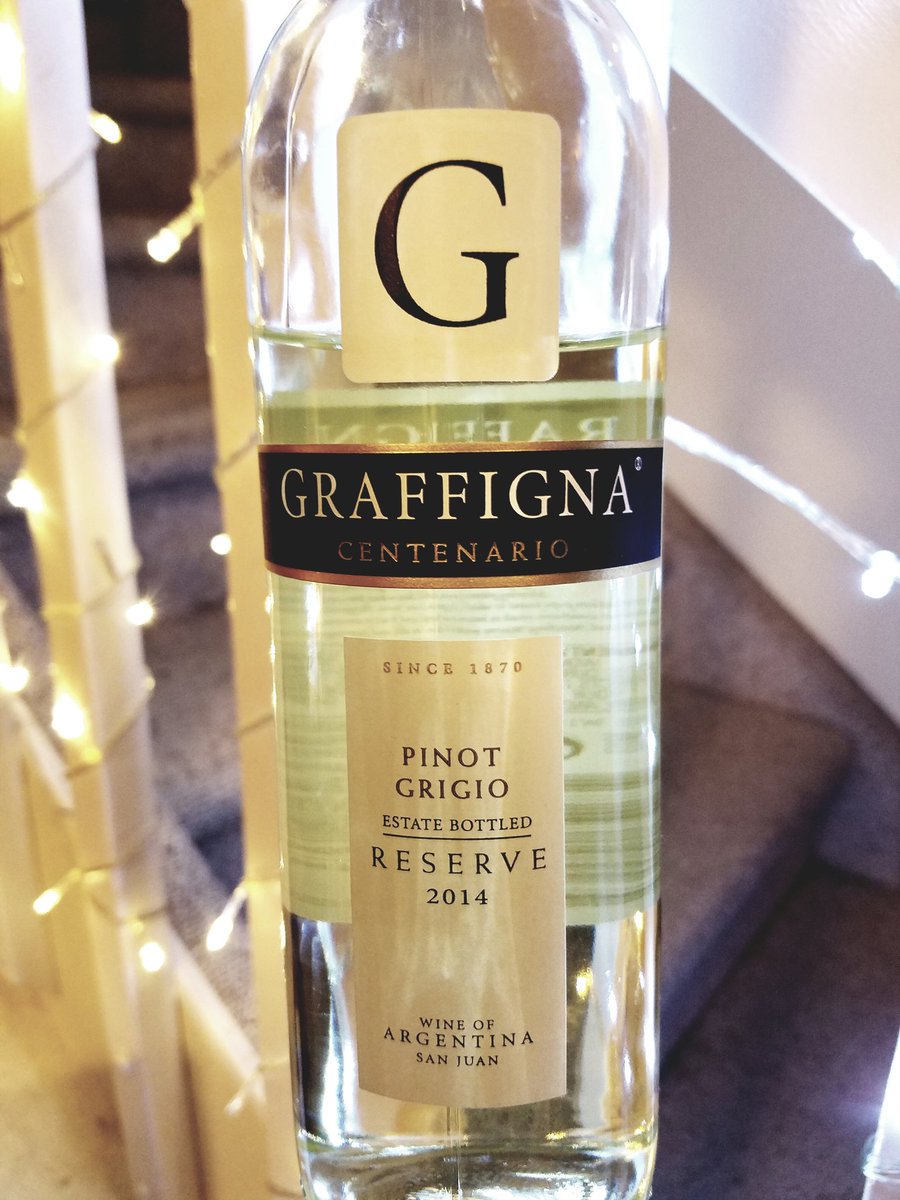 G
GRAFFIGNA®
CENTENARIO
SINCE 1870
PINOT
GRIGIO
ESTATE BOTTLED
RESERVE
2014
WINE OF
ARGENTINA
SAN JUAN